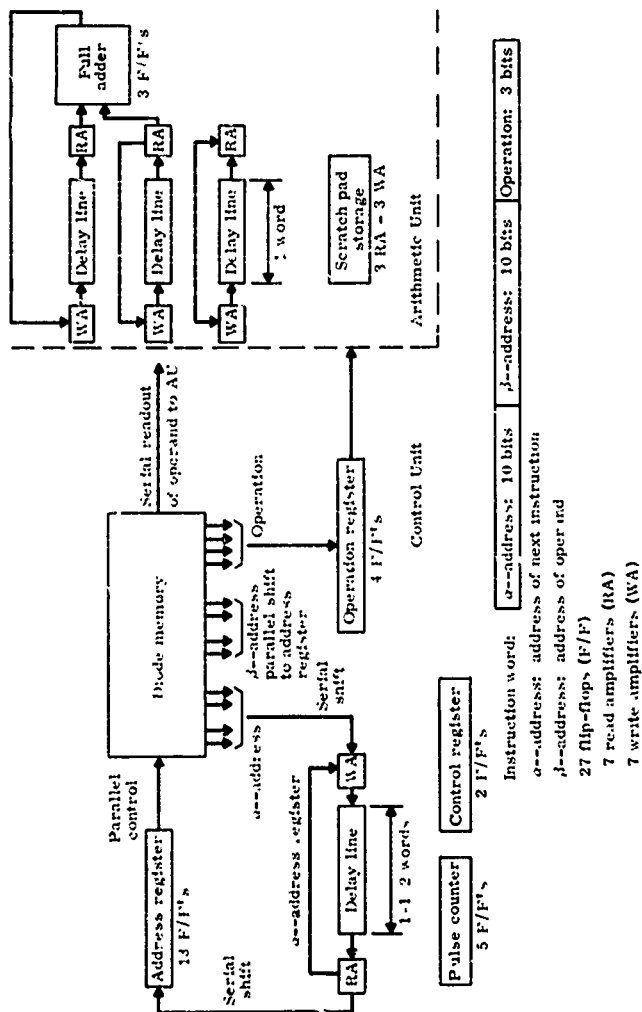 Parallel
control
Address register
13 F/F's
Serial
shift
Diode memory
Serial readout
of operand to AU
α--address
β--address
parallel shift
to address
register
Operation
Serial
shift
α--address register
RA
Delay line
WA
1-1/2 words
Operation register
4 F/F's
Control Unit
Pulse counter
5 F/F's
Control register
2 F/F's
WA
Delay line
RA
Full
adder
3 F/F's
WA
Delay line
RA
WA
Delay line
RA
1 word
Scratch pad
storage
3 RA - 3 WA
Arithmetic Unit
Instruction word:
α--address: 10 bits
β--address: 10 bits
Operation: 3 bits
α--address: address of next instruction
β--address: address of operand
27 flip-flops (F/F)
7 read amplifiers (RA)
7 write amplifiers (WA)